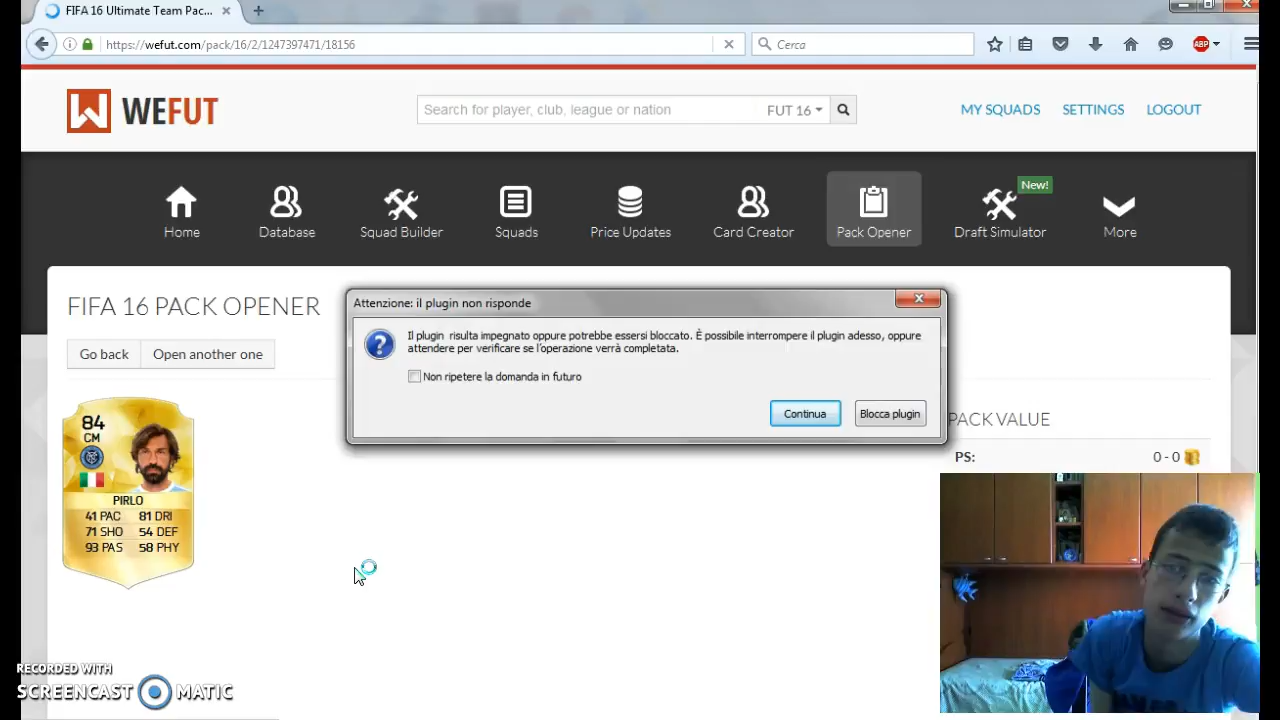 FIFA 16 Ultimate Team Pac...
https://wefut.com/pack/16/2/1247397471/18156
Cerca
ABP
WEFUT
Search for player, club, league or nation
FUT 16
MY SQUADS
SETTINGS
LOGOUT
New!
Home
Database
Squad Builder
Squads
Price Updates
Card Creator
Pack Opener
Draft Simulator
More
FIFA 16 PACK OPENER
Go back
Open another one
Attenzione: il plugin non risponde
Il plugin risulta impegnato oppure potrebbe essersi bloccato. È possibile interrompere il plugin adesso, oppure
attendere per verificare se l'operazione verrà completata.
Non ripetere la domanda in futuro
Continua
Blocca plugin
PACK VALUE
PS:
0 - 0
84
CM
PIRLO
41 PAC 81 DRI
71 SHO 54 DEF
93 PAS 58 PHY
RECORDED WITH
SCREENCAST MATIC